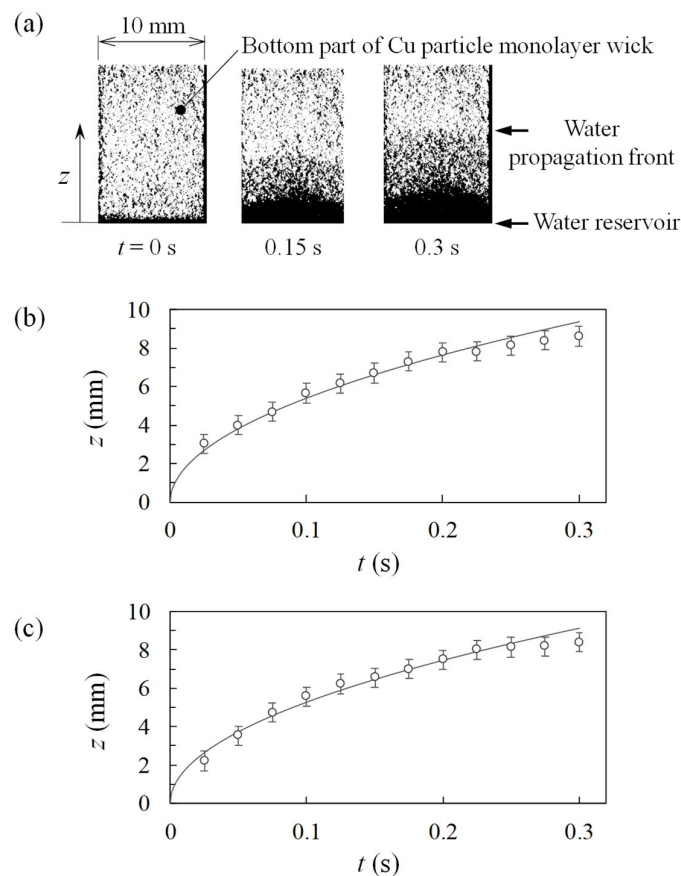 (a)
10 mm
Bottom part of Cu particle monolayer wick
z
Water
propagation front
Water reservoir
t = 0 s
0.15 s
0.3 s
(b)
10
8
6
4
2
0
z (mm)
0
0.1
0.2
0.3
t (s)
(c)
10
8
6
4
2
0
z (mm)
0
0.1
0.2
0.3
t (s)